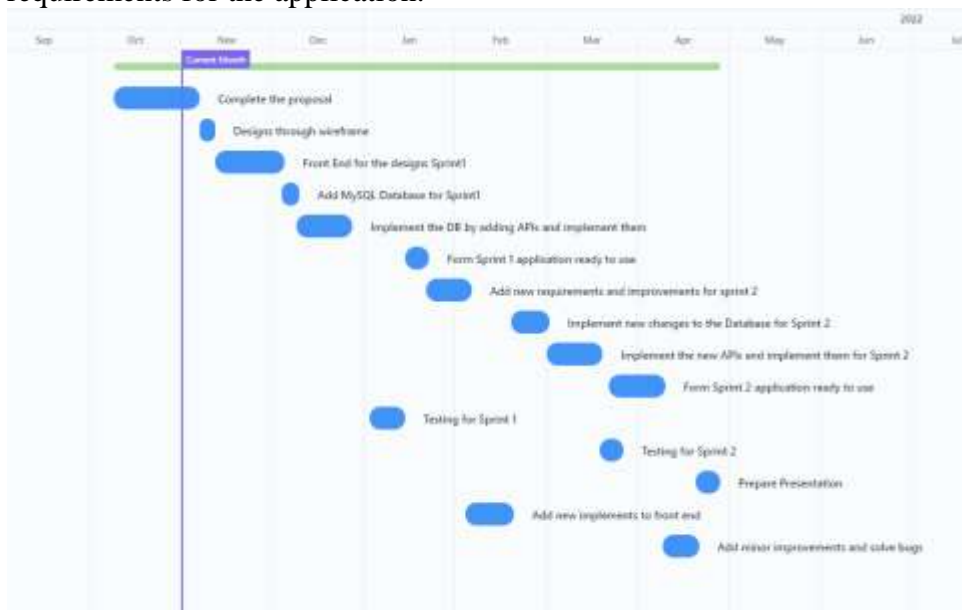 requirements for the application.
2022
Sep Oct Nov Dec Jan Feb Mar Apr May Jun Jul
Current Month
Complete the proposal
Designs through wireframe
Front End for the designs Sprint1
Add MySQL Database for Sprint1
Implement the DB by adding APIs and implement them
Form Sprint 1 application ready to use
Add new requirements and improvements for sprint 2
Implement new changes to the Database for Sprint 2
Implement the new APIs and implement them for Sprint 2
Form Sprint 2 application ready to use
Testing for Sprint 1
Testing for Sprint 2
Prepare Presentation
Add new implements to front end
Add minor improvements and solve bugs